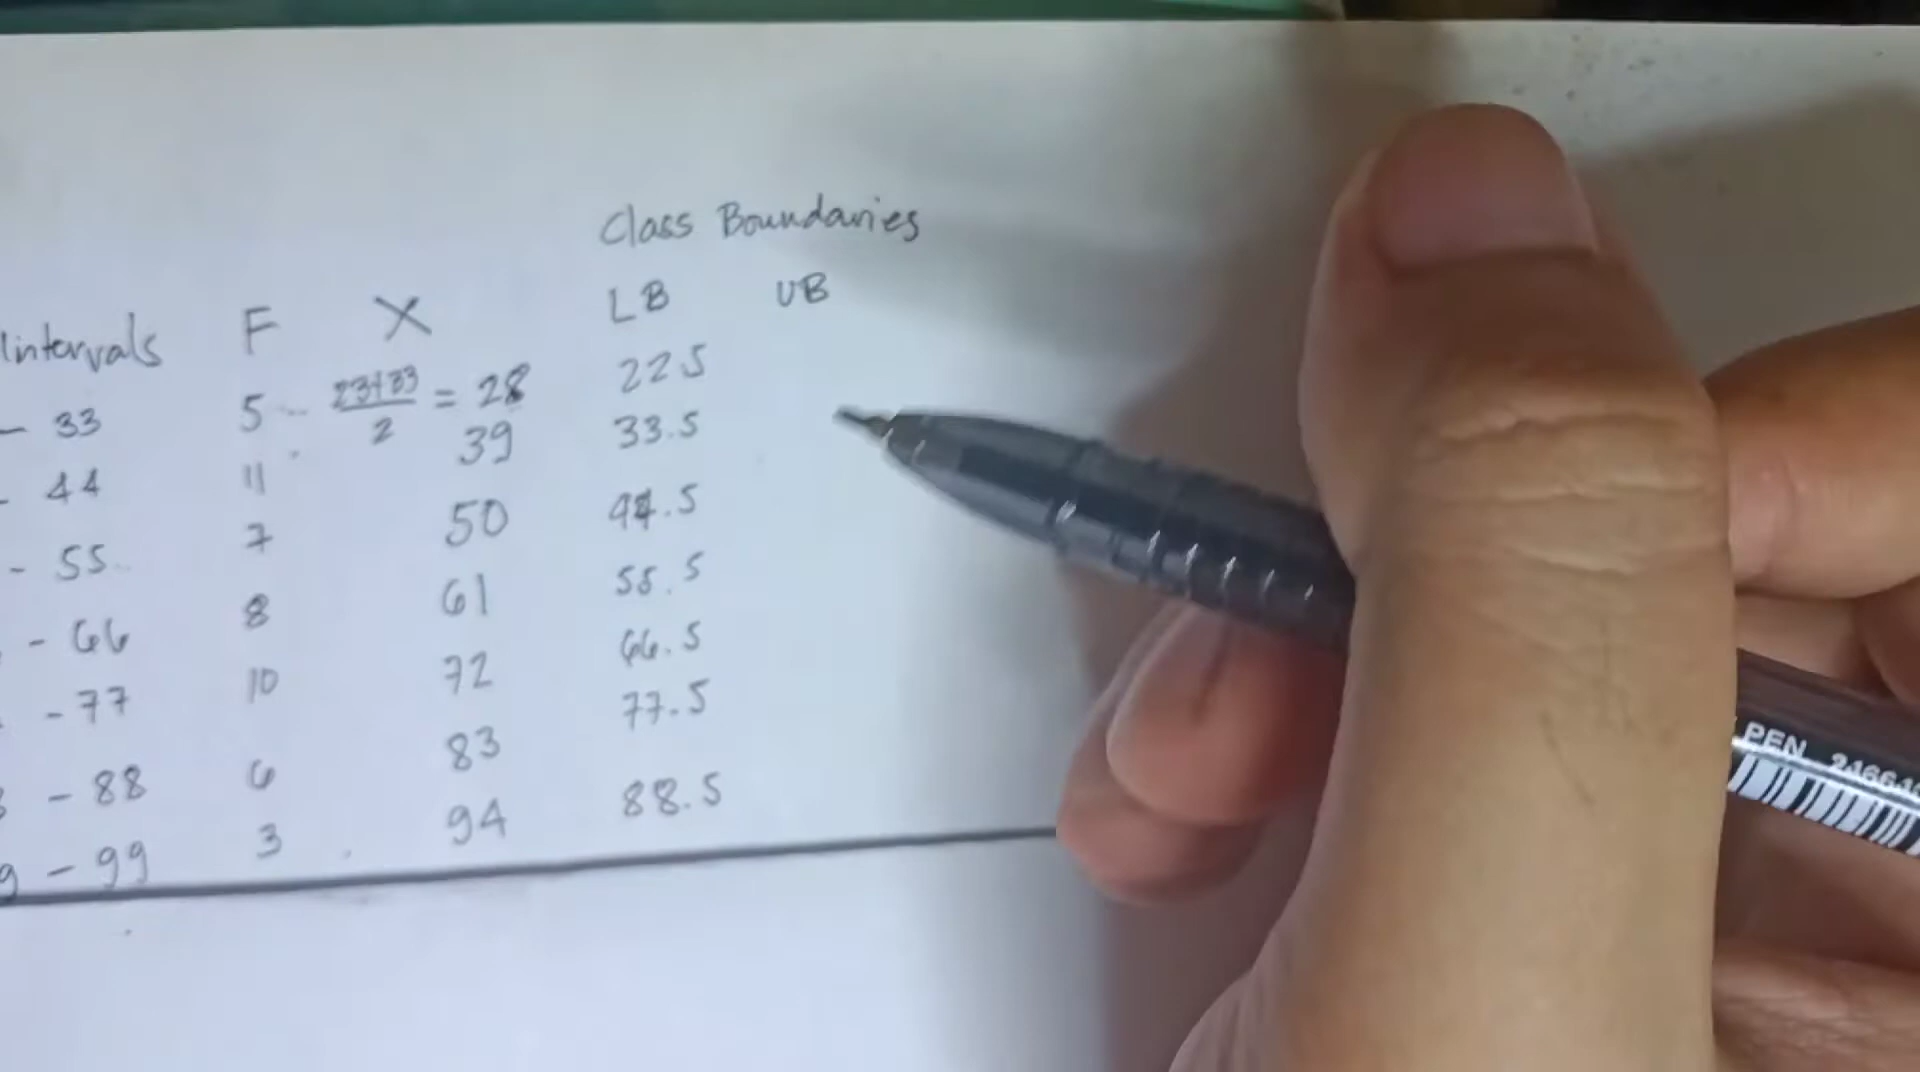 Class Boundaries
Intervals F X LB UB
- 33 5 23+33/2 = 28 22.5
- 44 11 39 33.5
- 55 7 50 44.5
- 66 8 61 55.5
- 77 10 72 66.5
- 88 6 83 77.5
9 - 99 3 94 88.5
PEN